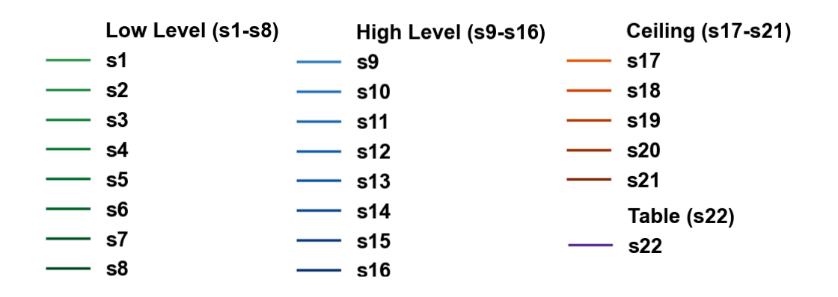 Low Level (s1-s8)
s1
s2
s3
s4
s5
s6
s7
s8
High Level (s9-s16)
s9
s10
s11
s12
s13
s14
s15
s16
Ceiling (s17-s21)
s17
s18
s19
s20
s21
Table (s22)
s22